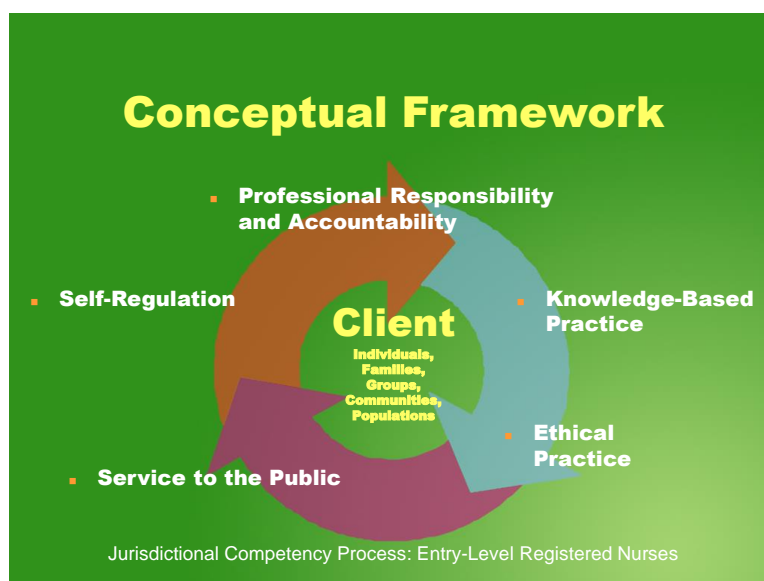 Conceptual Framework
Professional Responsibility
and Accountability
Self-Regulation
Knowledge-Based
Practice
Client
Individuals,
Families,
Groups,
Communities,
Populations
Ethical
Practice
Service to the Public
Jurisdictional Competency Process: Entry-Level Registered Nurses